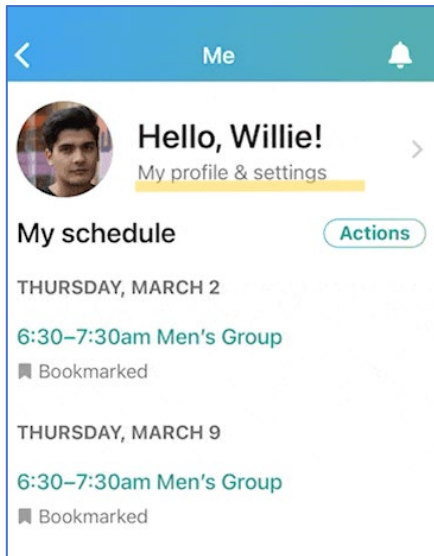 Me
Hello, Willie!
My profile & settings
My schedule
Actions
THURSDAY, MARCH 2
6:30–7:30am Men's Group
Bookmarked
THURSDAY, MARCH 9
6:30–7:30am Men's Group
Bookmarked